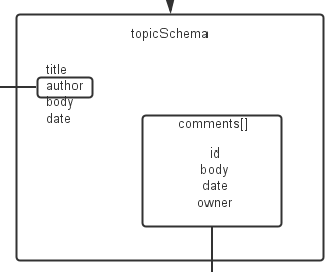 topicSchema
title
author
body
date
comments[]
id
body
date
owner